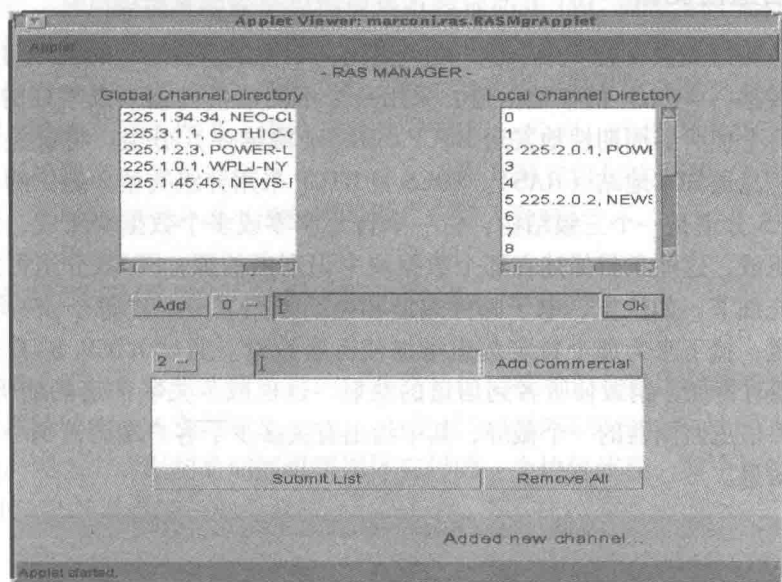 Applet Viewer: marconi.ras.RASMgrApplet
Applet
- RAS MANAGER -
Global Channel Directory
225.1.34.34, NEO-CL
225.3.1.1, GOTHIC-
225.1.2.3, POWER-L
225.1.0.1, WPLJ-NY
225.1.45.45, NEWS-
Local Channel Directory
0
1
2 225.2.0.1, POWE
3
4
5 225.2.0.2, NEWS
6
7
8
Add
0
Ok
2
Add Commercial
Submit List
Remove All
Added new channel...
Applet started.